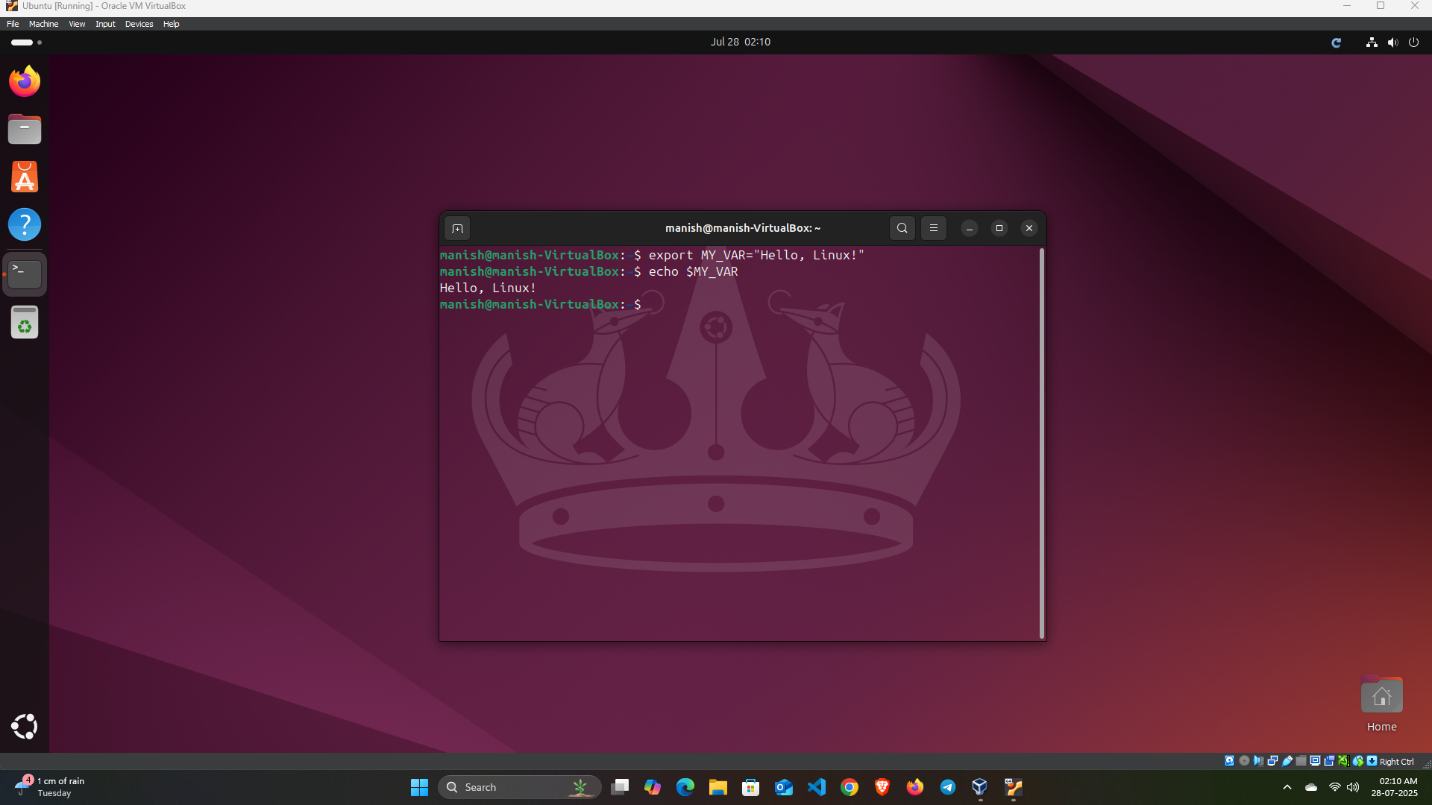 Ubuntu [Running] - Oracle VM VirtualBox
File Machine View Input Devices Help
Jul 28 02:10
manish@manish-VirtualBox: ~
manish@manish-VirtualBox:~$ export MY_VAR="Hello, Linux!"
manish@manish-VirtualBox:~$ echo $MY_VAR
Hello, Linux!
manish@manish-VirtualBox:~$
Home
Right Ctrl
4
1 cm of rain
Tuesday
Search
02:10 AM
28-07-2025